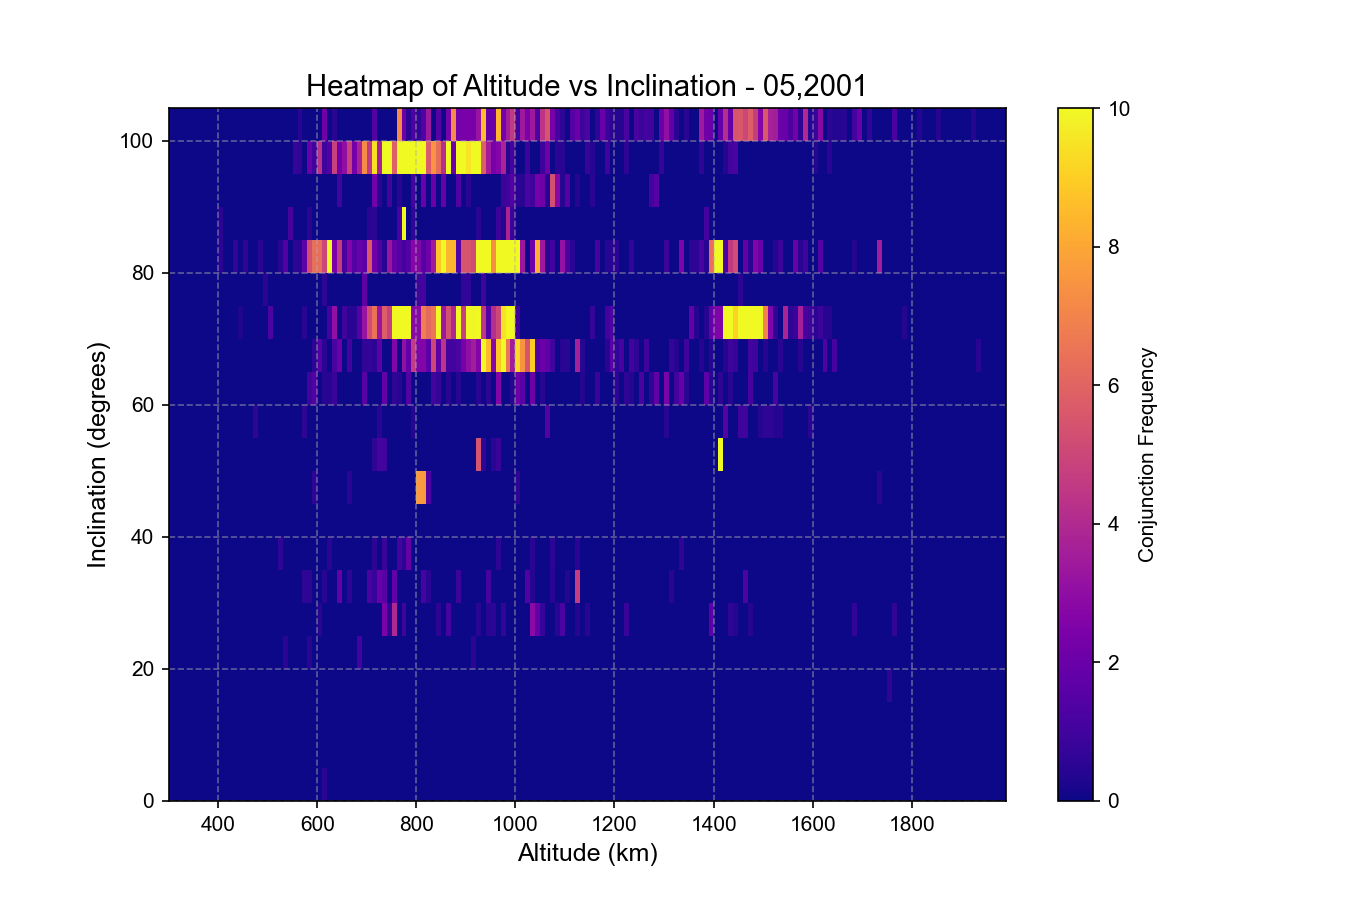 Heatmap of Altitude vs Inclination - 05,2001
100
80
60
40
20
0
Inclination (degrees)
400 600 800 1000 1200 1400 1600 1800
Altitude (km)
10
8
6
4
2
0
Conjunction Frequency